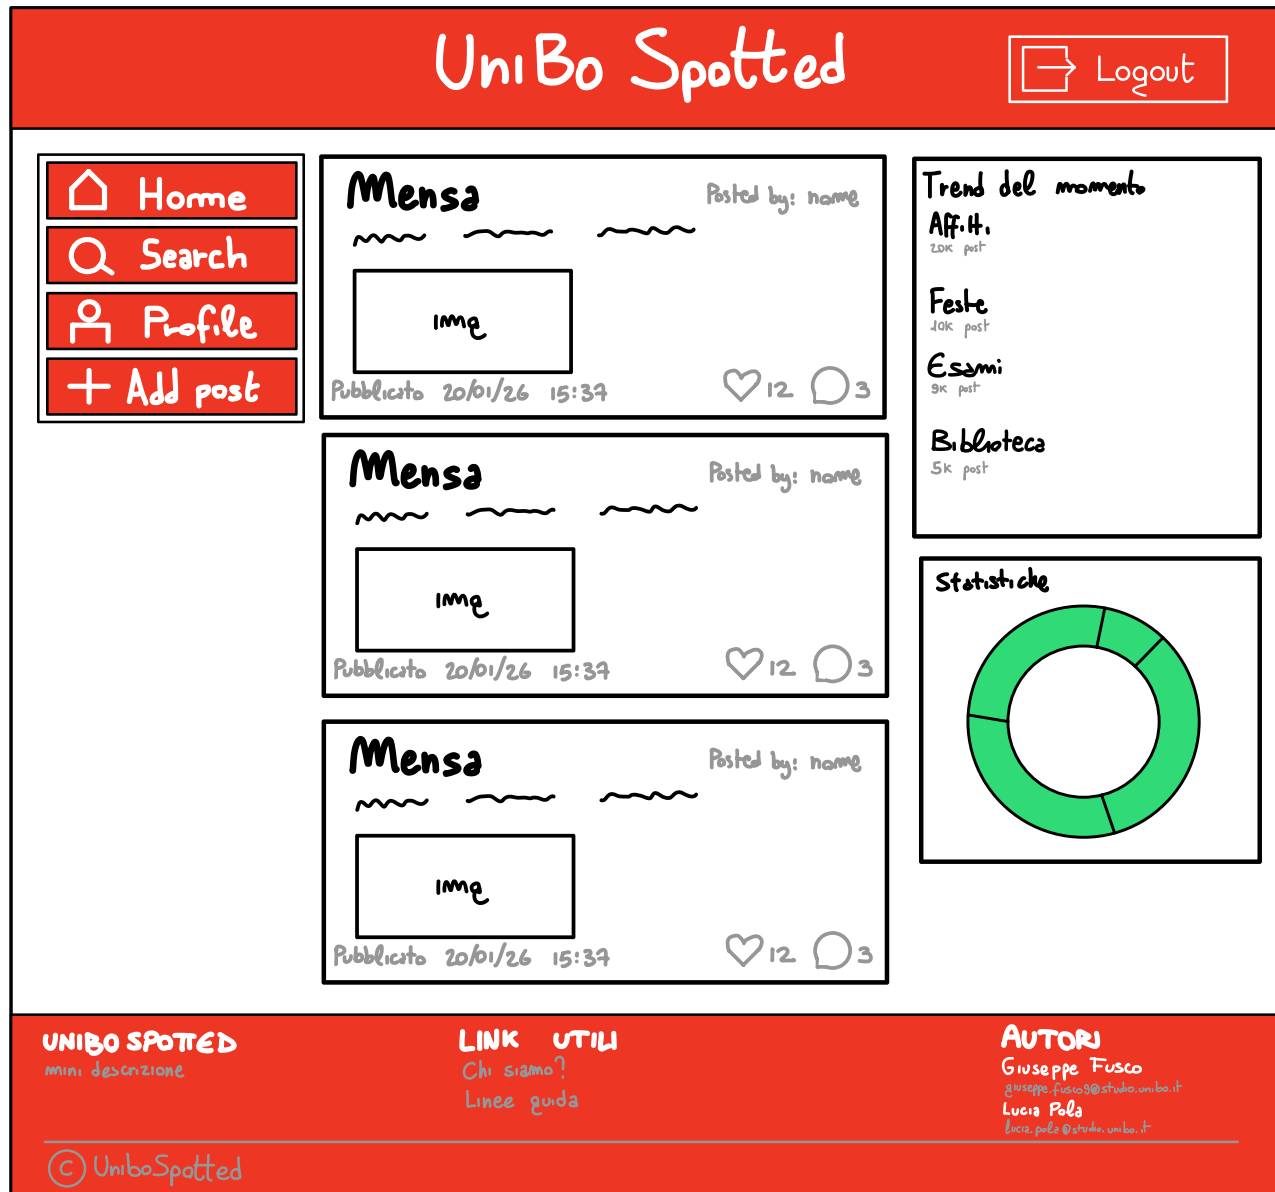 UniBo Spotted
Logout
Home
Search
Profile
Add post
Mensa
Posted by: name
Img
Pubblicato 20/01/26 15:37
12 3
Mensa
Posted by: name
Img
Pubblicato 20/01/26 15:37
12 3
Mensa
Posted by: name
Img
Pubblicato 20/01/26 15:37
12 3
Trend del momento
Affitti
20K post
Feste
10K post
Esami
9K post
Biblioteca
5K post
Statistiche
UNIBO SPOTTED
mini descrizione
LINK UTILI
Chi siamo?
Linee guida
AUTORI
Giuseppe Fusco
giuseppe.fusco9@studio.unibo.it
Lucia Pola
lucia.pola@studio.unibo.it
© UniboSpotted